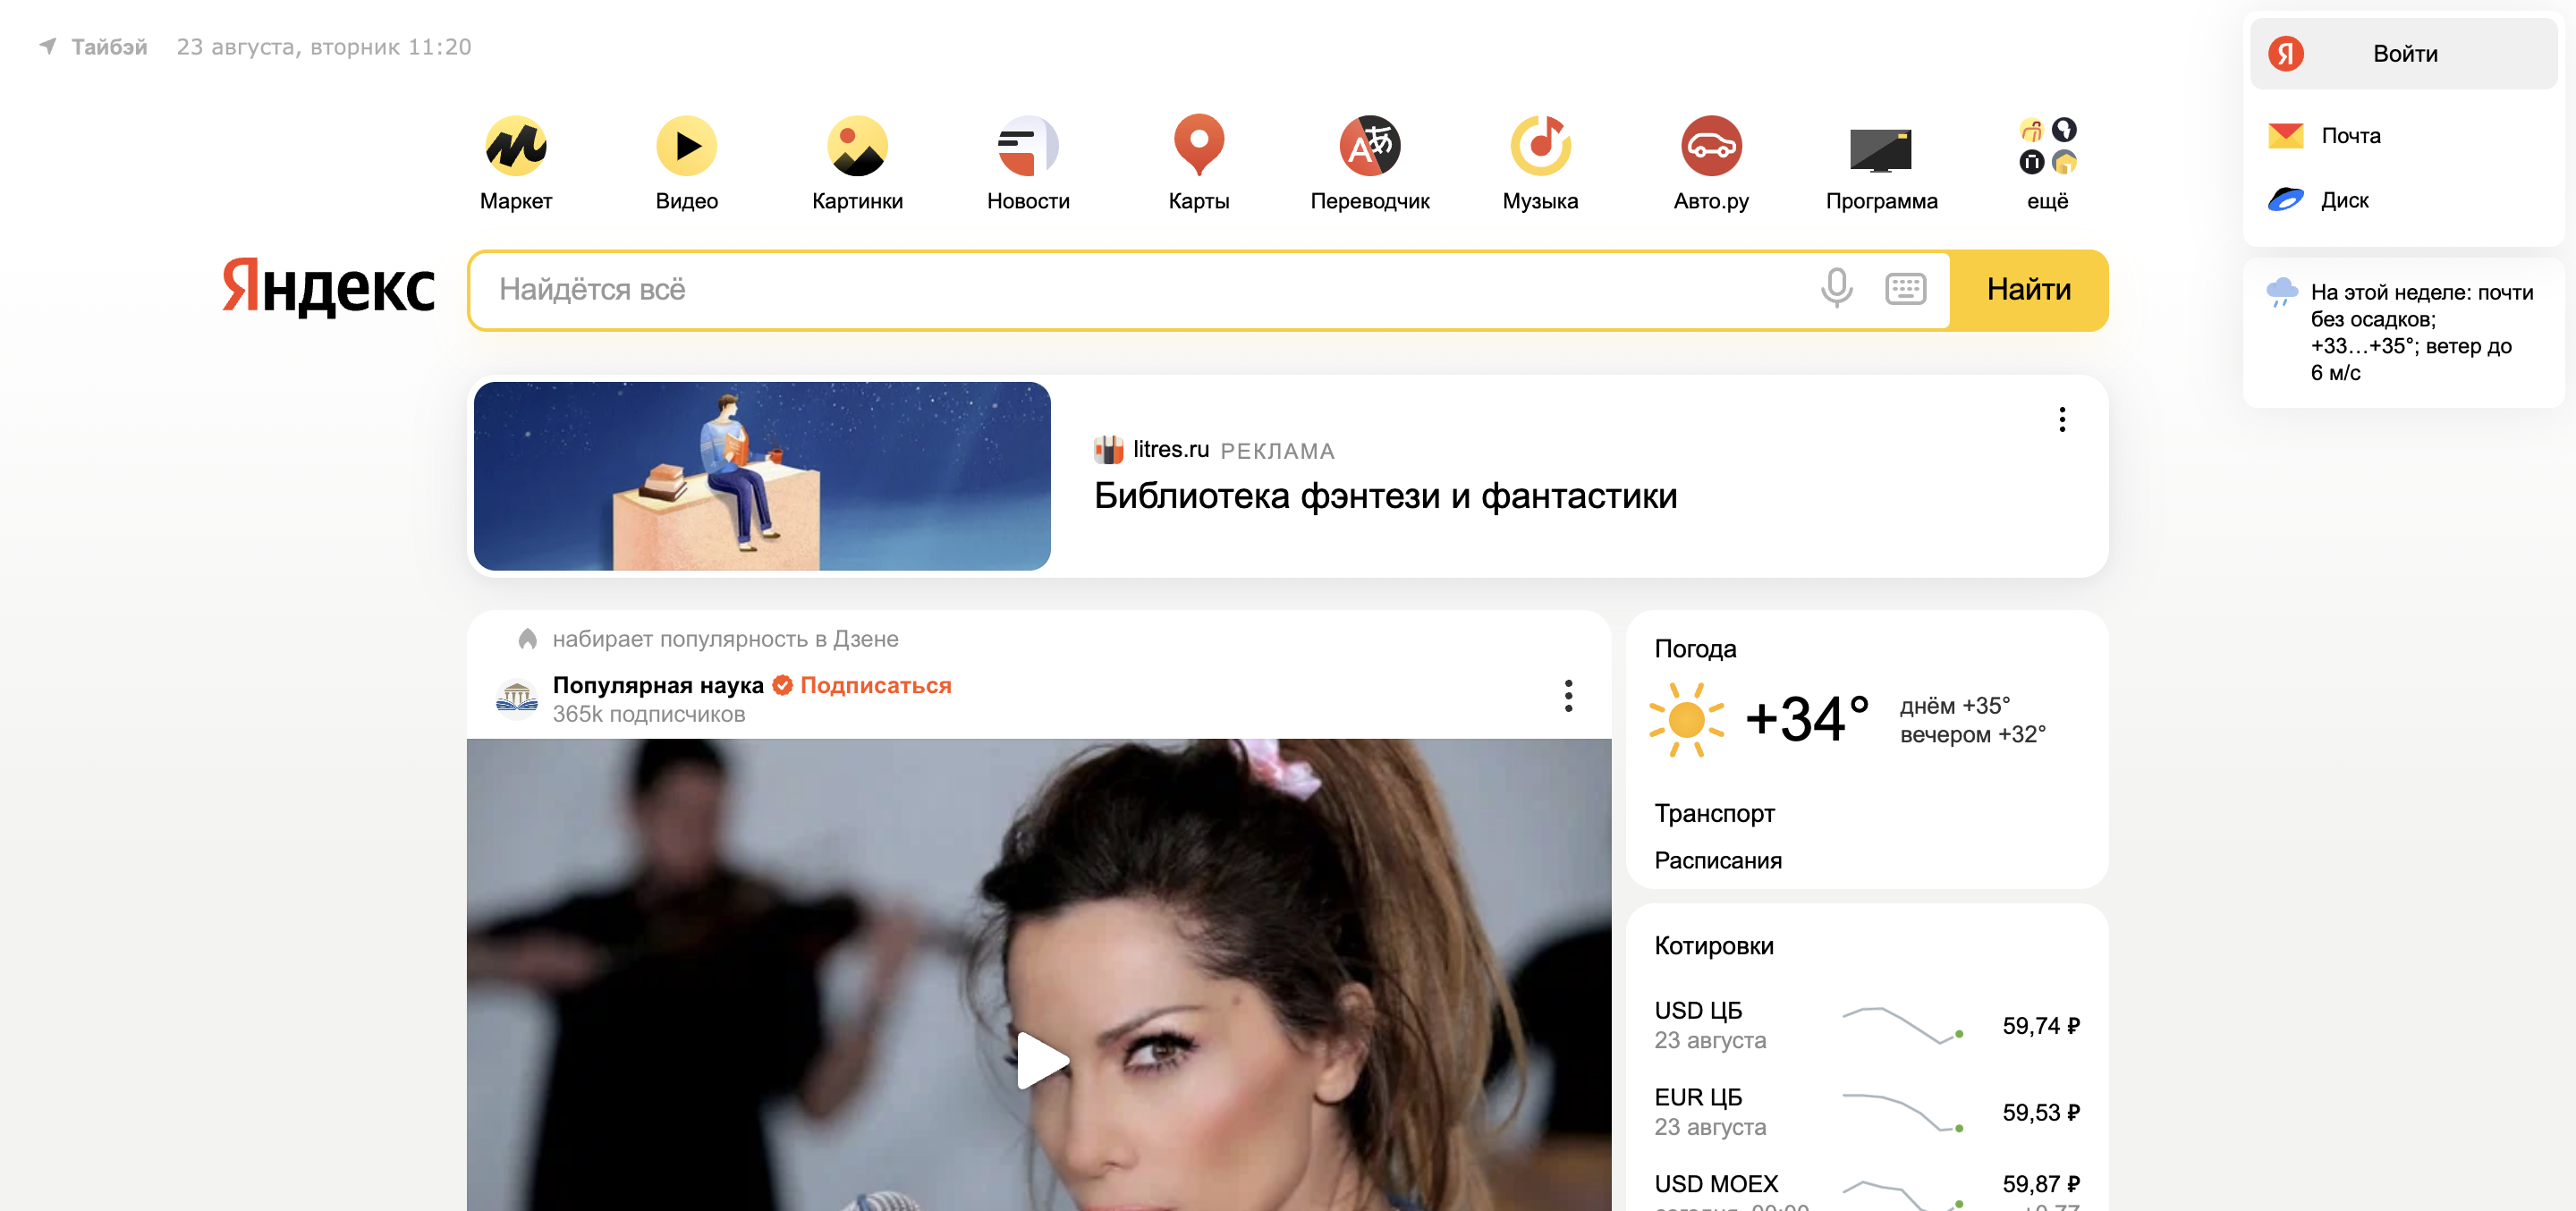 Тайбэй 23 августа, вторник 11:20
Войти
Почта
Диск
Маркет Видео Картинки Новости Карты Переводчик Музыка Авто.ру Программа ещё
Яндекс
Найдётся всё
Найти
На этой неделе: почти
без осадков;
+33…+35°; ветер до
6 м/с
litres.ru РЕКЛАМА
Библиотека фэнтези и фантастики
набирает популярность в Дзене
Популярная наука Подписаться
365k подписчиков
Погода
+34°
днём +35°
вечером +32°
Транспорт
Расписания
Котировки
USD ЦБ
23 августа
59,74 ₽
EUR ЦБ
23 августа
59,53 ₽
USD MOEX
59,87 ₽